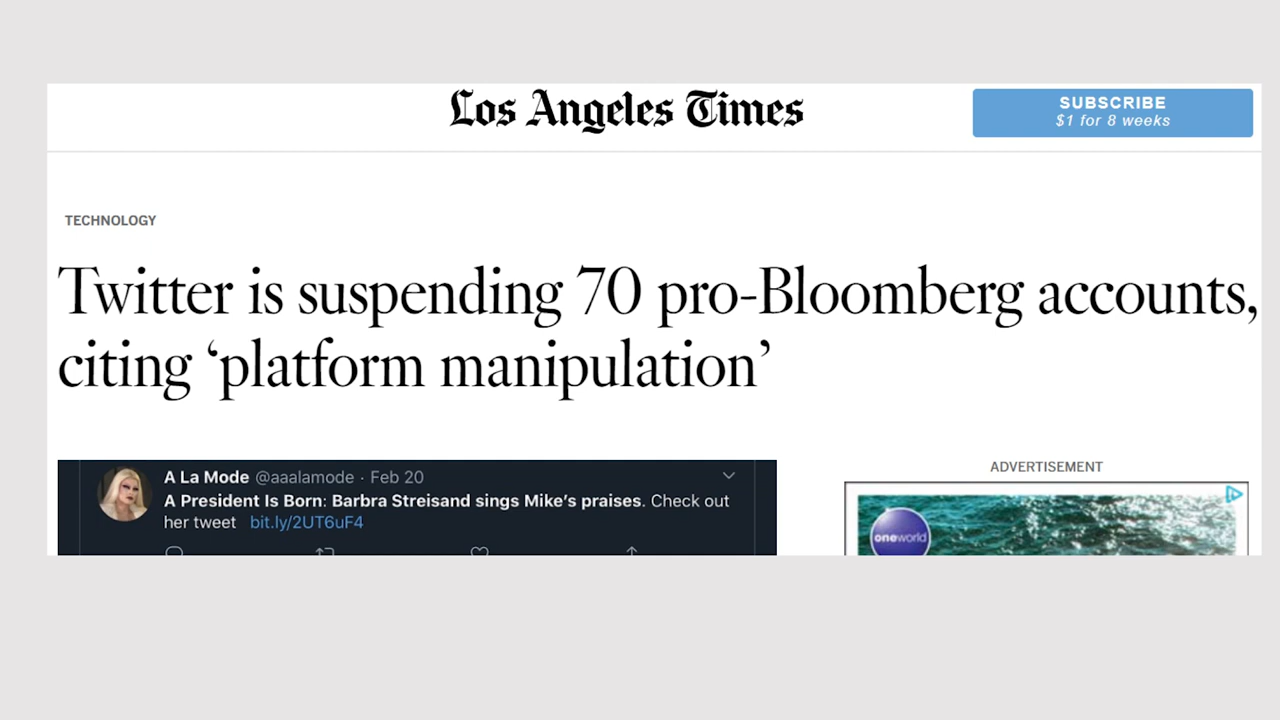 Los Angeles Times
SUBSCRIBE
$1 for 8 weeks
TECHNOLOGY
Twitter is suspending 70 pro-Bloomberg accounts,
citing ‘platform manipulation’
A La Mode @aaalamode · Feb 20
A President Is Born: Barbra Streisand sings Mike’s praises. Check out
her tweet bit.ly/2UT6uF4
ADVERTISEMENT
oneworld